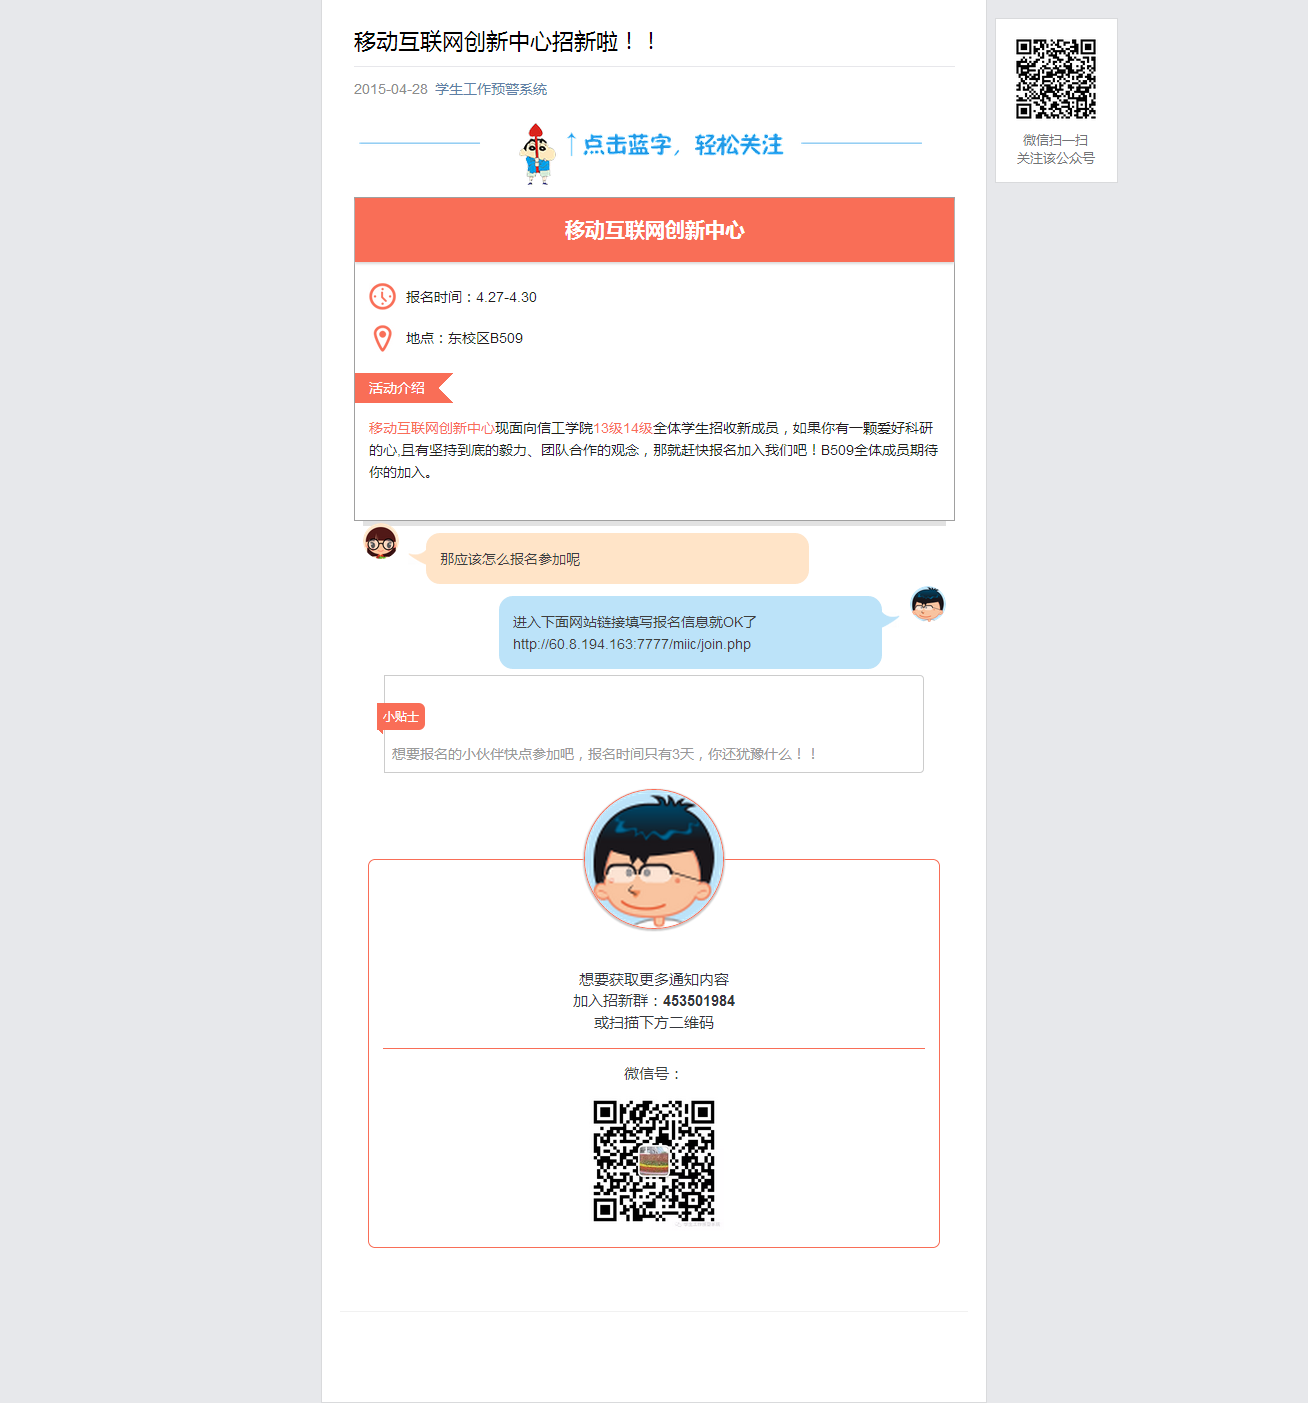 移动互联网创新中心招新啦！！
2015-04-28 学生工作预警系统
↑点击蓝字，轻松关注
微信扫一扫
关注该公众号
移动互联网创新中心
报名时间：4.27-4.30
地点：东校区B509
活动介绍
移动互联网创新中心现面向信工学院13级14级全体学生招收新成员，如果你有一颗爱好科研
的心,且有坚持到底的毅力、团队合作的观念，那就赶快报名加入我们吧！B509全体成员期待
你的加入。
那应该怎么报名参加呢
进入下面网站链接填写报名信息就OK了
http://60.8.194.163:7777/miic/join.php
小贴士
想要报名的小伙伴快点参加吧，报名时间只有3天，你还犹豫什么！！
想要获取更多通知内容
加入招新群：453501984
或扫描下方二维码
微信号：